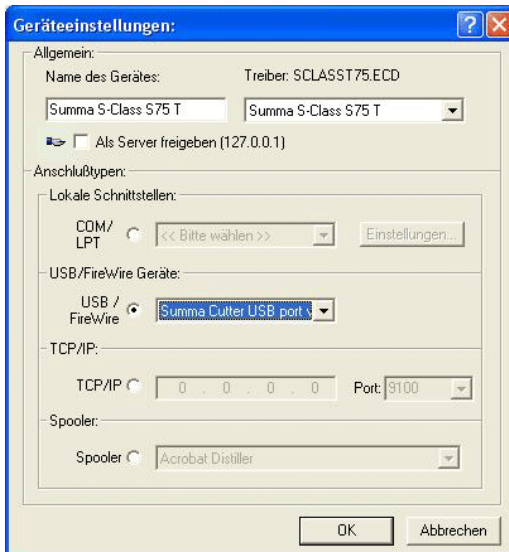 Geräteeinstellungen:
Allgemein:
Name des Gerätes: Treiber: SCLASST75.ECD
Summa S-Class S75 T Summa S-Class S75 T
Als Server freigeben (127.0.0.1)
Anschlußtypen:
Lokale Schnittstellen:
COM/
LPT << Bitte wählen >> Einstellungen...
USB/FireWire Geräte:
USB /
FireWire Summa Cutter USB port
TCP/IP:
TCP/IP 0 . 0 . 0 . 0 Port: 9100
Spooler:
Spooler Acrobat Distiller
OK Abbrechen